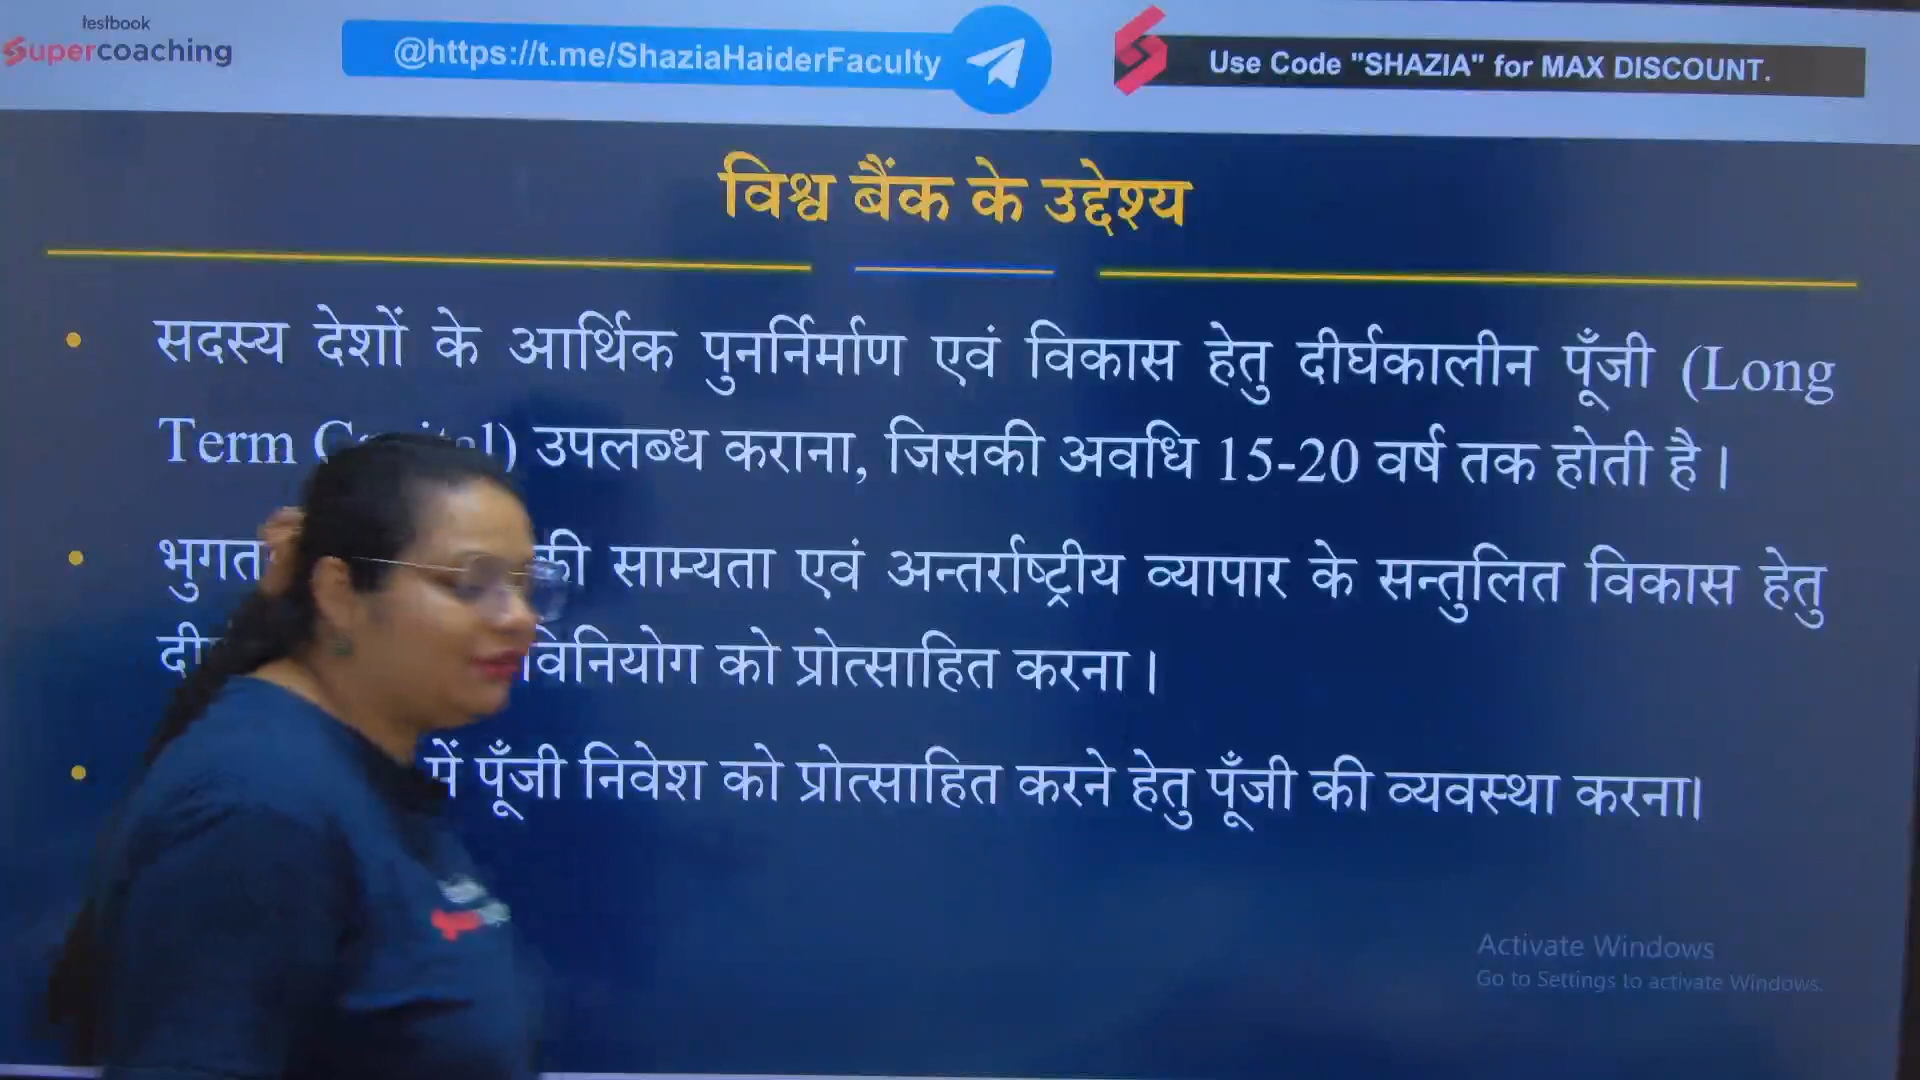 testbook
Supercoaching
@https://t.me/ShaziaHaiderFaculty
Use Code "SHAZIA" for MAX DISCOUNT.
विश्व बैंक के उद्देश्य
• सदस्य देशों के आर्थिक पुनर्निर्माण एवं विकास हेतु दीर्घकालीन पूँजी (Long
Term उपलब्ध कराना, जिसकी अवधि 15-20 वर्ष तक होती है।
• की साम्यता एवं अन्तर्राष्ट्रीय व्यापार के सन्तुलित विकास हेतु
विनियोग को प्रोत्साहित करना।
• में पूँजी निवेश को प्रोत्साहित करने हेतु पूँजी की व्यवस्था करना।
Activate Windows
Go to Settings to activate Windows.